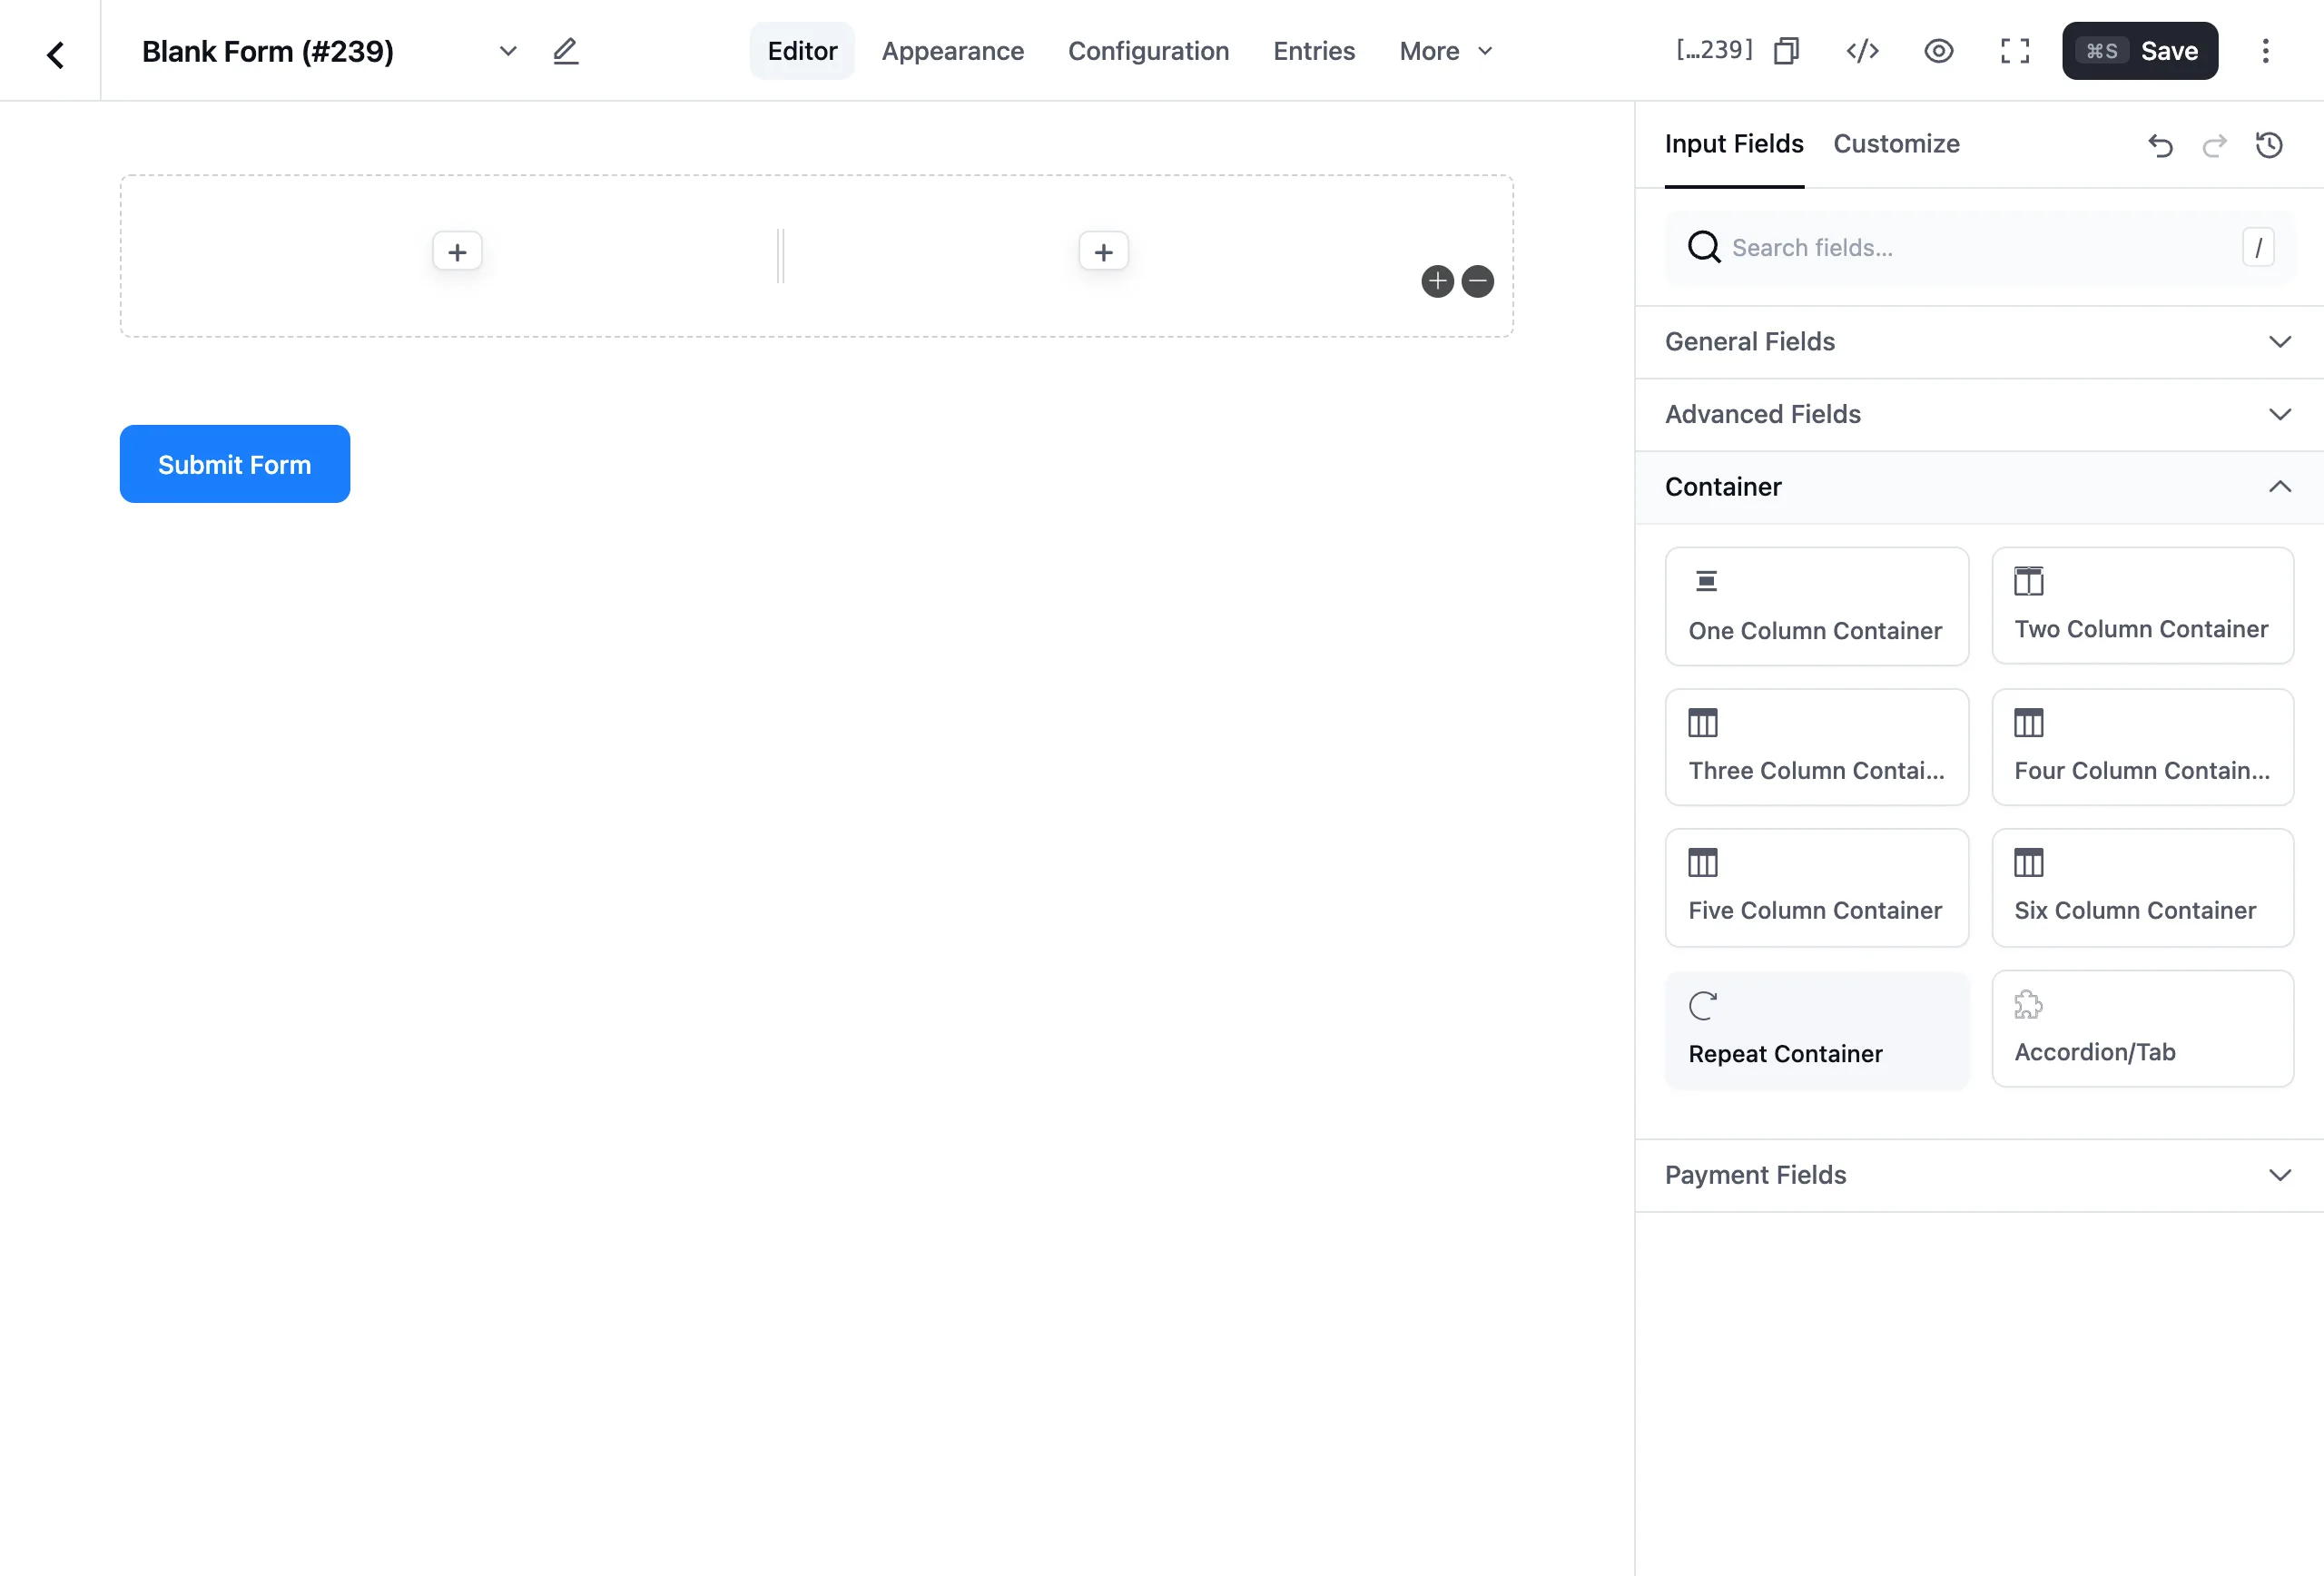 Blank Form (#239)
Editor
Appearance
Configuration
Entries
More
[...239]
⌘S Save
Input Fields
Customize
Search fields...
/
General Fields
Advanced Fields
Container
One Column Container
Two Column Container
Three Column Contai...
Four Column Contain...
Five Column Container
Six Column Container
Repeat Container
Accordion/Tab
Payment Fields
Submit Form